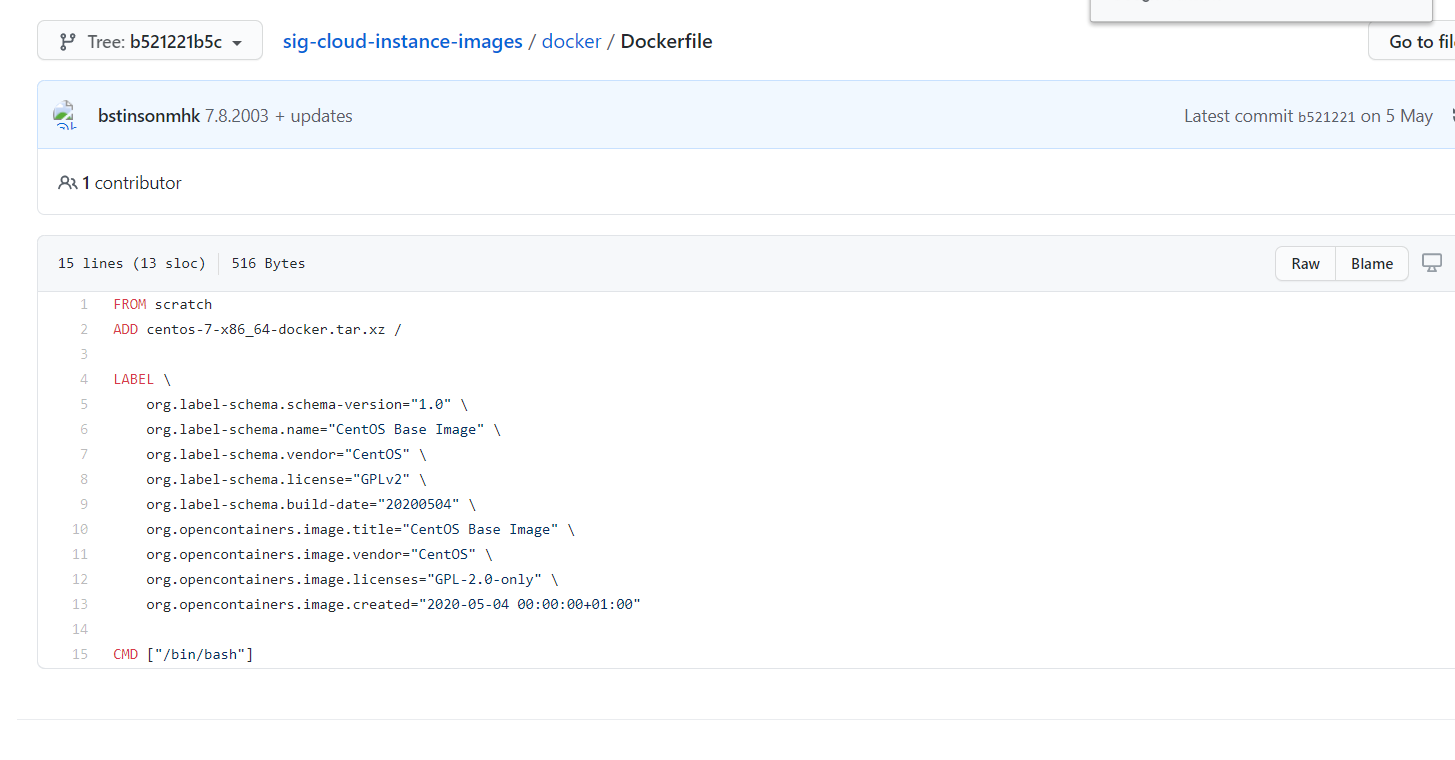 Tree: b521221b5c
sig-cloud-instance-images / docker / Dockerfile
Go to
bstinsonmhk 7.8.2003 + updates
Latest commit b521221 on 5 May
1 contributor
15 lines (13 sloc) 516 Bytes
Raw
Blame
1 FROM scratch
2 ADD centos-7-x86_64-docker.tar.xz /
3
4 LABEL \
5 org.label-schema.schema-version="1.0" \
6 org.label-schema.name="CentOS Base Image" \
7 org.label-schema.vendor="CentOS" \
8 org.label-schema.license="GPLv2" \
9 org.label-schema.build-date="20200504" \
10 org.opencontainers.image.title="CentOS Base Image" \
11 org.opencontainers.image.vendor="CentOS" \
12 org.opencontainers.image.licenses="GPL-2.0-only" \
13 org.opencontainers.image.created="2020-05-04 00:00:00+01:00"
14
15 CMD ["/bin/bash"]